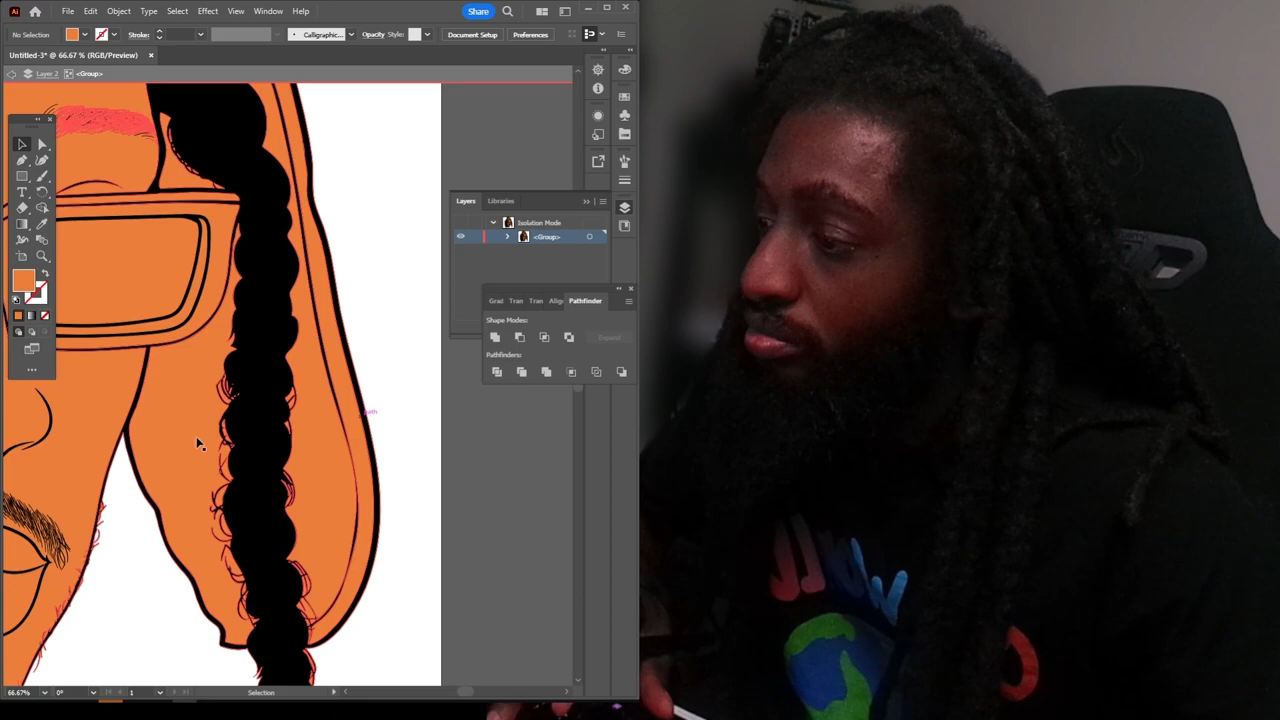 Ai File Edit Object Type Select Effect View Window Help Share
No Selection Stroke: Calligraphic... Opacity Style: Document Setup Preferences
Untitled-3* @ 66.67 % (RGB/Preview)
Layer 2 <Group>
Layers Libraries
Isolation Mode
<Group>
Grad Tran Tran Alig Pathfinder
Shape Modes:
Expand
Pathfinders:
66.67% 0° 1 Selection